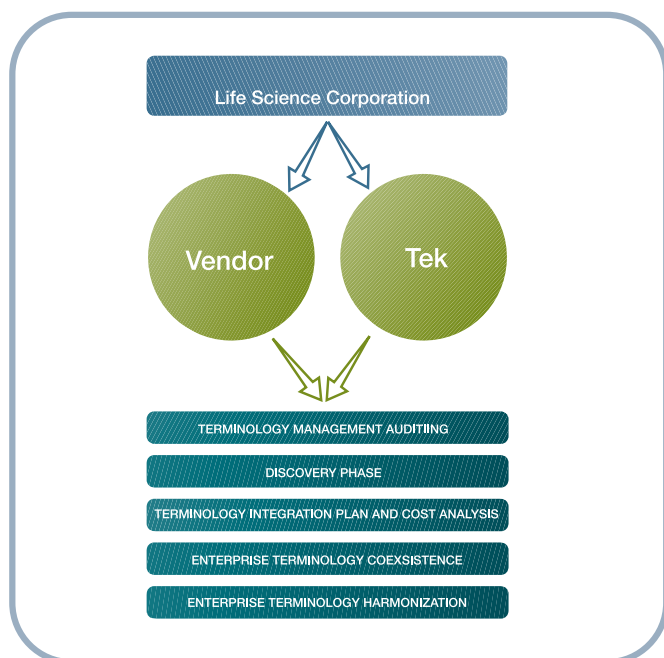 Life Science Corporation
Vendor
Tek
TERMINOLOGY MANAGEMENT AUDITIING
DISCOVERY PHASE
TERMINOLOGY INTEGRATION PLAN AND COST ANALYSIS
ENTERPRISE TERMINOLOGY COEXSISTENCE
ENTERPRISE TERMINOLOGY HARMONIZATION